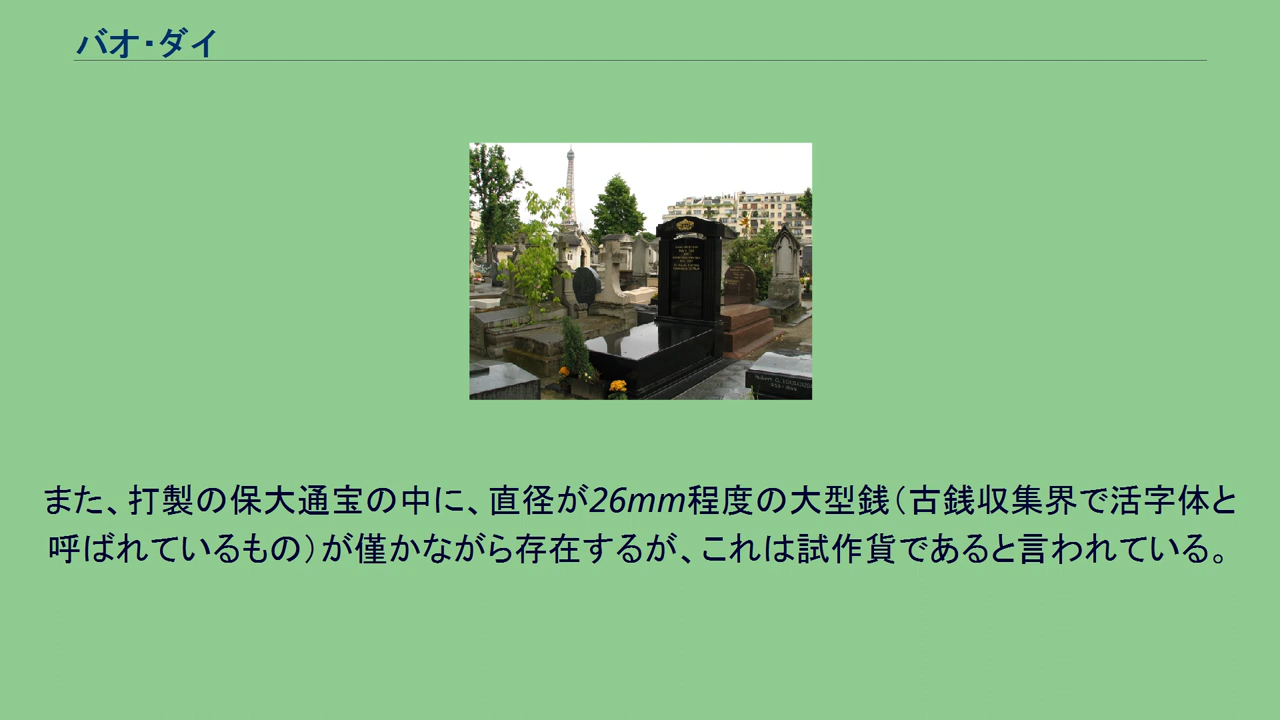 バオ・ダイ
また、打製の保大通宝の中に、直径が26mm程度の大型銭（古銭収集界で活字体と
呼ばれているもの）が僅かながら存在するが、これは試作貨であると言われている。